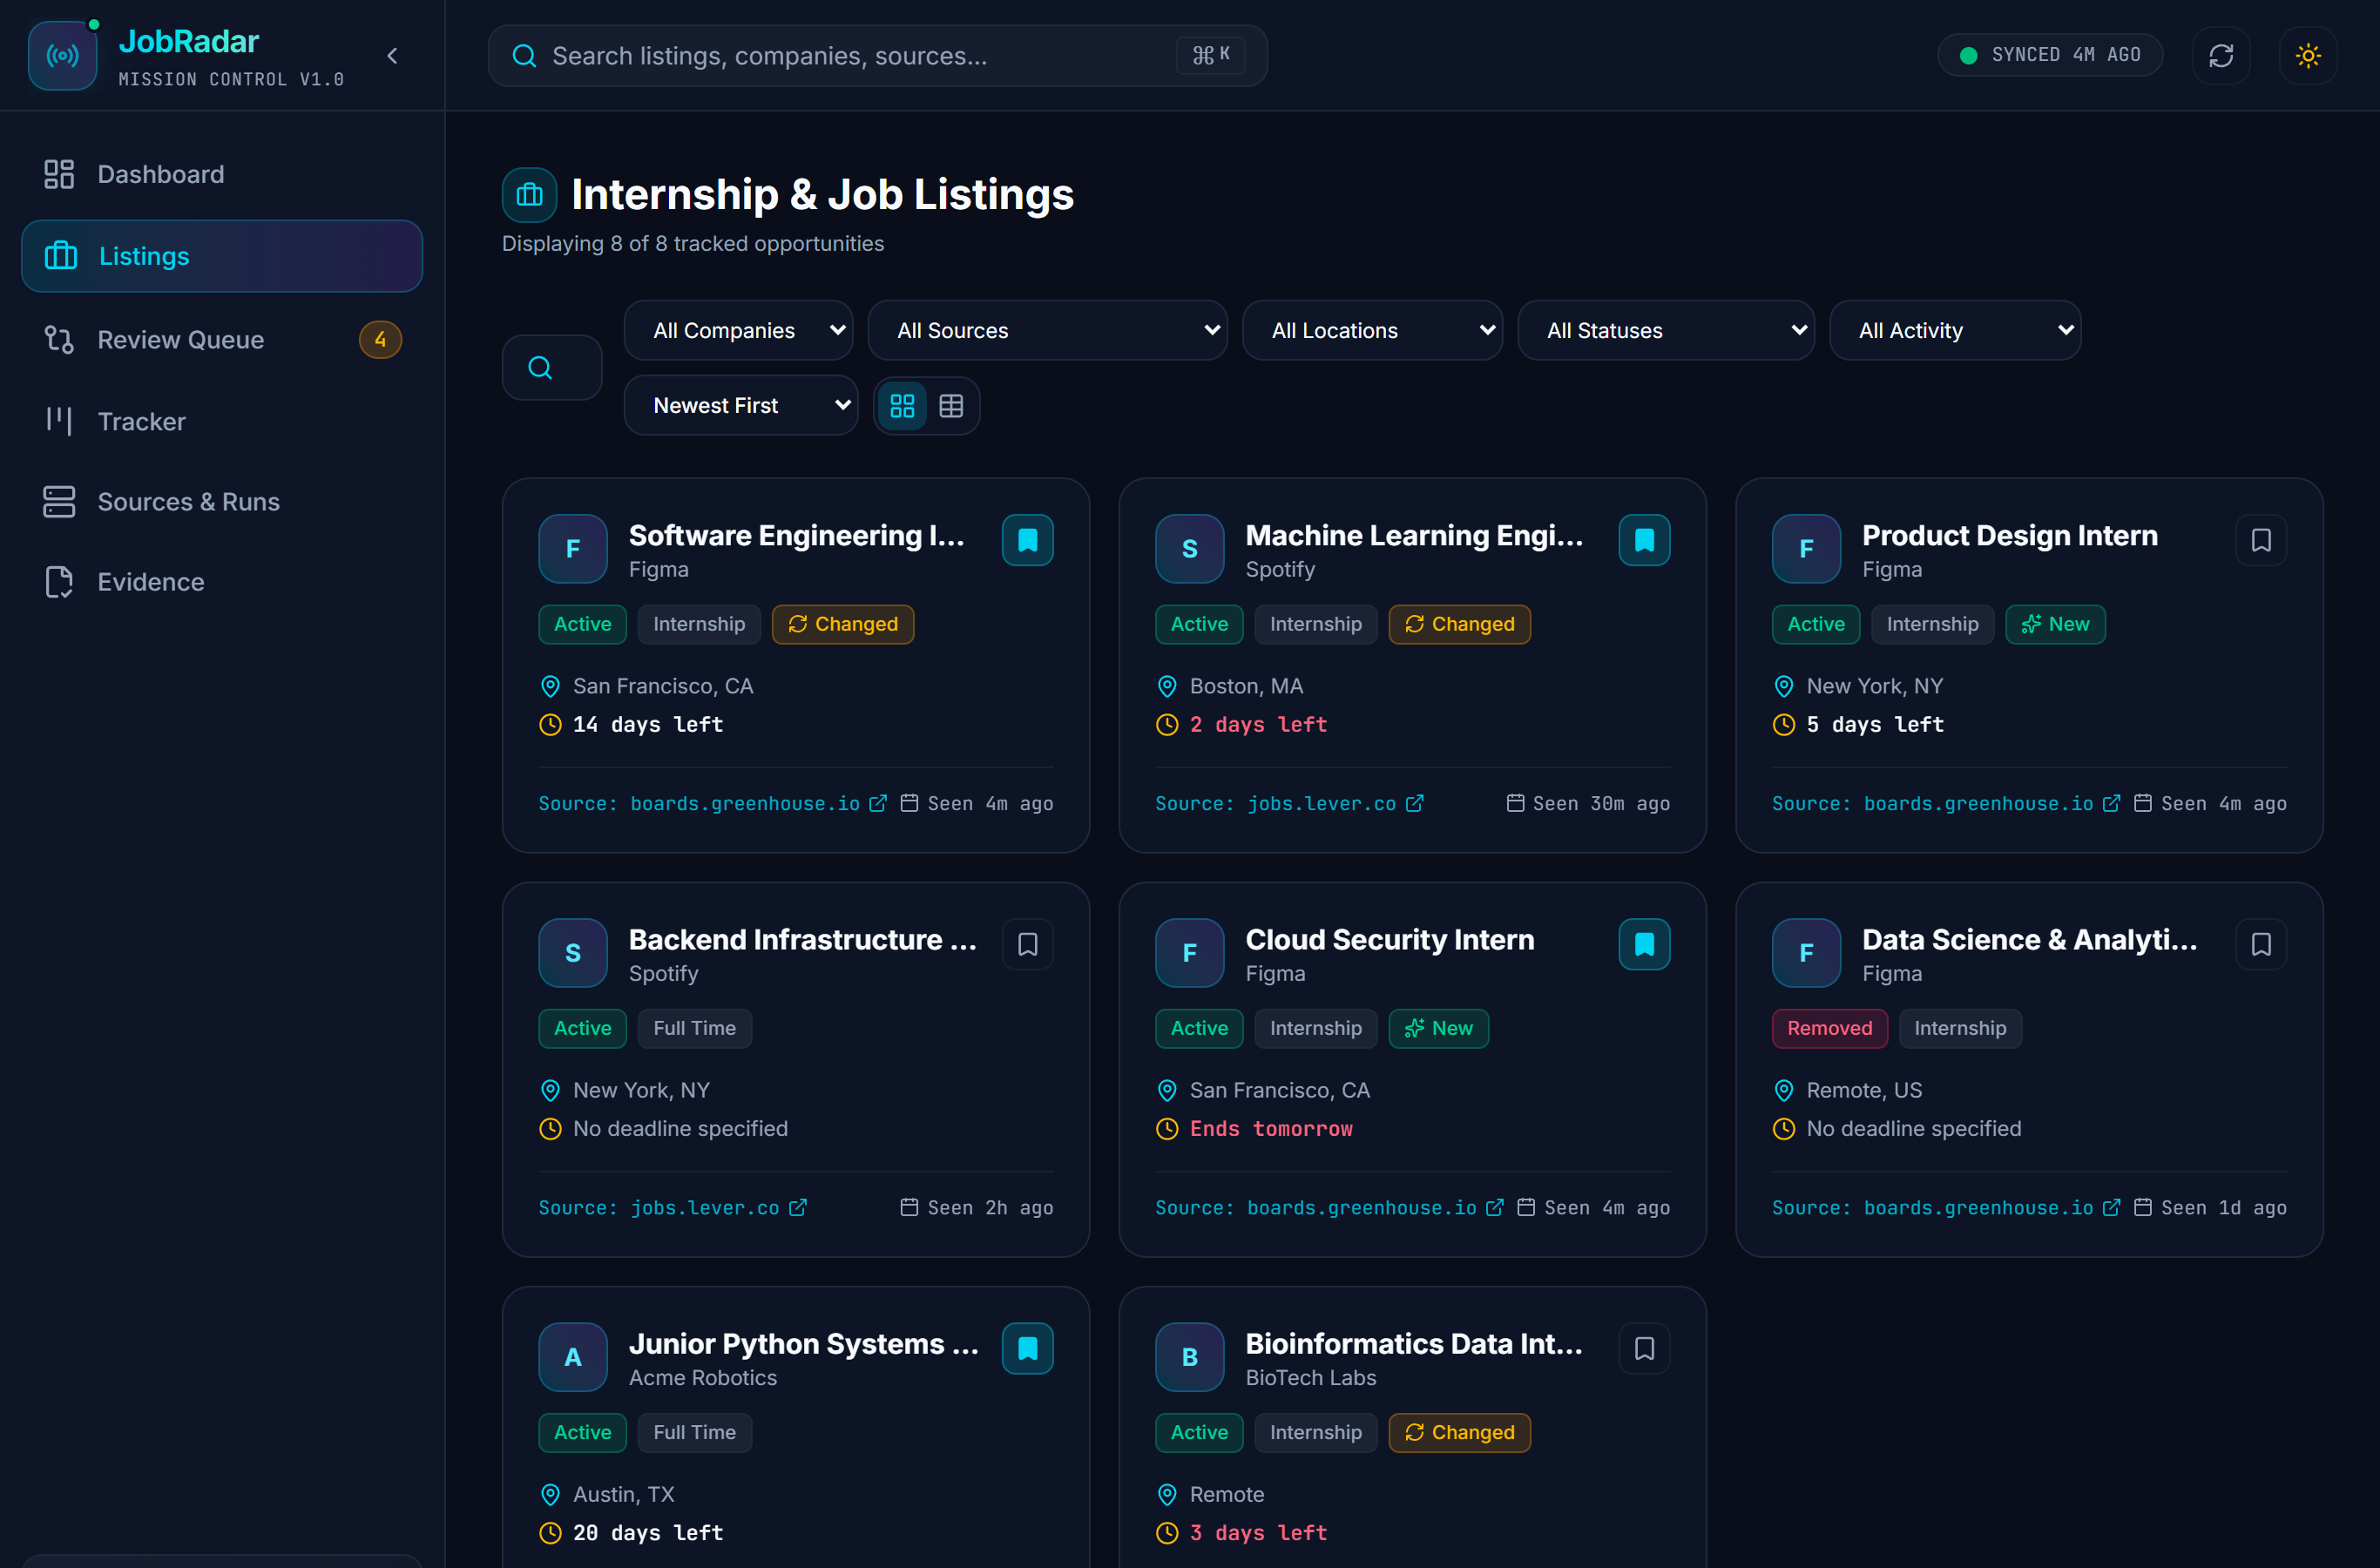 JobRadar
MISSION CONTROL V1.0
Search listings, companies, sources...
⌘ K
SYNCED 4M AGO
Dashboard
Listings
Review Queue
4
Tracker
Sources & Runs
Evidence
Internship & Job Listings
Displaying 8 of 8 tracked opportunities
All Companies
All Sources
All Locations
All Statuses
All Activity
Newest First
F
Software Engineering I...
Figma
Active
Internship
Changed
San Francisco, CA
14 days left
Source: boards.greenhouse.io
Seen 4m ago
S
Machine Learning Engi...
Spotify
Active
Internship
Changed
Boston, MA
2 days left
Source: jobs.lever.co
Seen 30m ago
F
Product Design Intern
Figma
Active
Internship
New
New York, NY
5 days left
Source: boards.greenhouse.io
Seen 4m ago
S
Backend Infrastructure ...
Spotify
Active
Full Time
New York, NY
No deadline specified
Source: jobs.lever.co
Seen 2h ago
F
Cloud Security Intern
Figma
Active
Internship
New
San Francisco, CA
Ends tomorrow
Source: boards.greenhouse.io
Seen 4m ago
F
Data Science & Analyti...
Figma
Removed
Internship
Remote, US
No deadline specified
Source: boards.greenhouse.io
Seen 1d ago
A
Junior Python Systems ...
Acme Robotics
Active
Full Time
Austin, TX
20 days left
B
Bioinformatics Data Int...
BioTech Labs
Active
Internship
Changed
Remote
3 days left